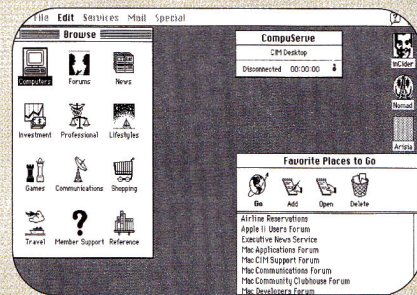 File Edit Services Mail Special
Browse
Computers Forums News
Investment Professional Lifestyles
Games Communications Shopping
Travel Member Support Reference
CompuServe
CIM Desktop
Disconnected 00:00:00
InCider
Nomad
Arisia
Favorite Places to Go
Go Add Open Delete
Airline Reservations
Apple II Users Forum
Executive News Service
Mac Applications Forum
Mac CIM Support Forum
Mac Communications Forum
Mac Community Clubhouse Forum
Mac Developers Forum